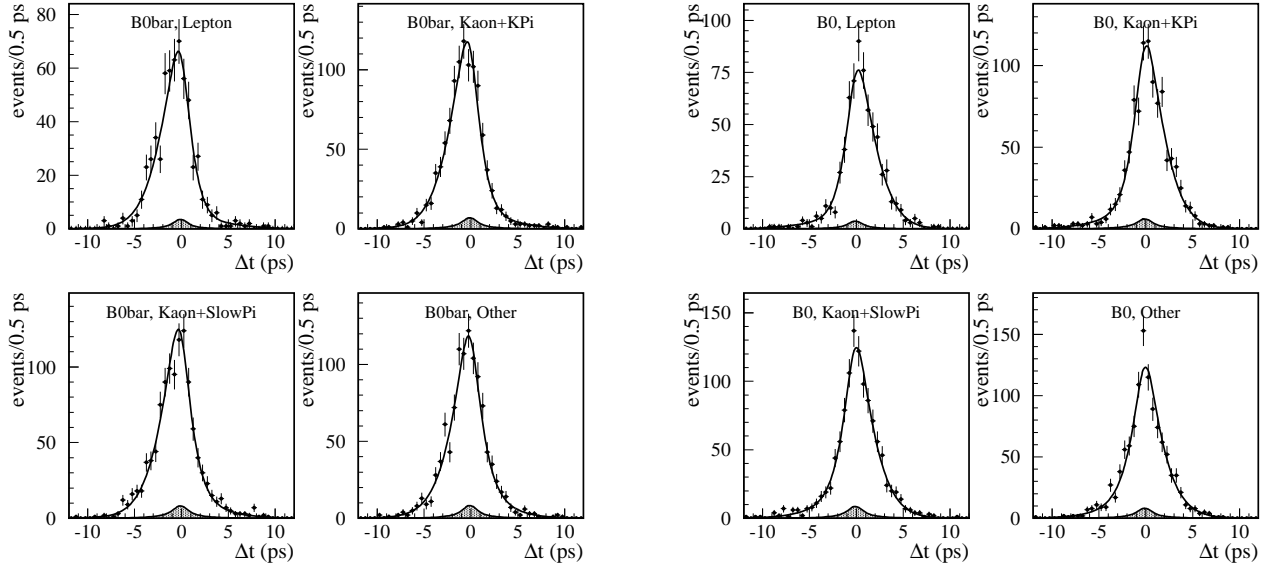 B0bar, Lepton
events/0.5 ps
80
60
40
20
0
-10 -5 0 5 10
Δt (ps)
B0bar, Kaon+KPi
events/0.5 ps
100
50
0
-10 -5 0 5 10
Δt (ps)
B0, Lepton
events/0.5 ps
100
75
50
25
0
-10 -5 0 5 10
Δt (ps)
B0, Kaon+KPi
events/0.5 ps
100
50
0
-10 -5 0 5 10
Δt (ps)
B0bar, Kaon+SlowPi
events/0.5 ps
100
50
0
-10 -5 0 5 10
Δt (ps)
B0bar, Other
events/0.5 ps
100
50
0
-10 -5 0 5 10
Δt (ps)
B0, Kaon+SlowPi
events/0.5 ps
150
100
50
0
-10 -5 0 5 10
Δt (ps)
B0, Other
events/0.5 ps
150
100
50
0
-10 -5 0 5 10
Δt (ps)